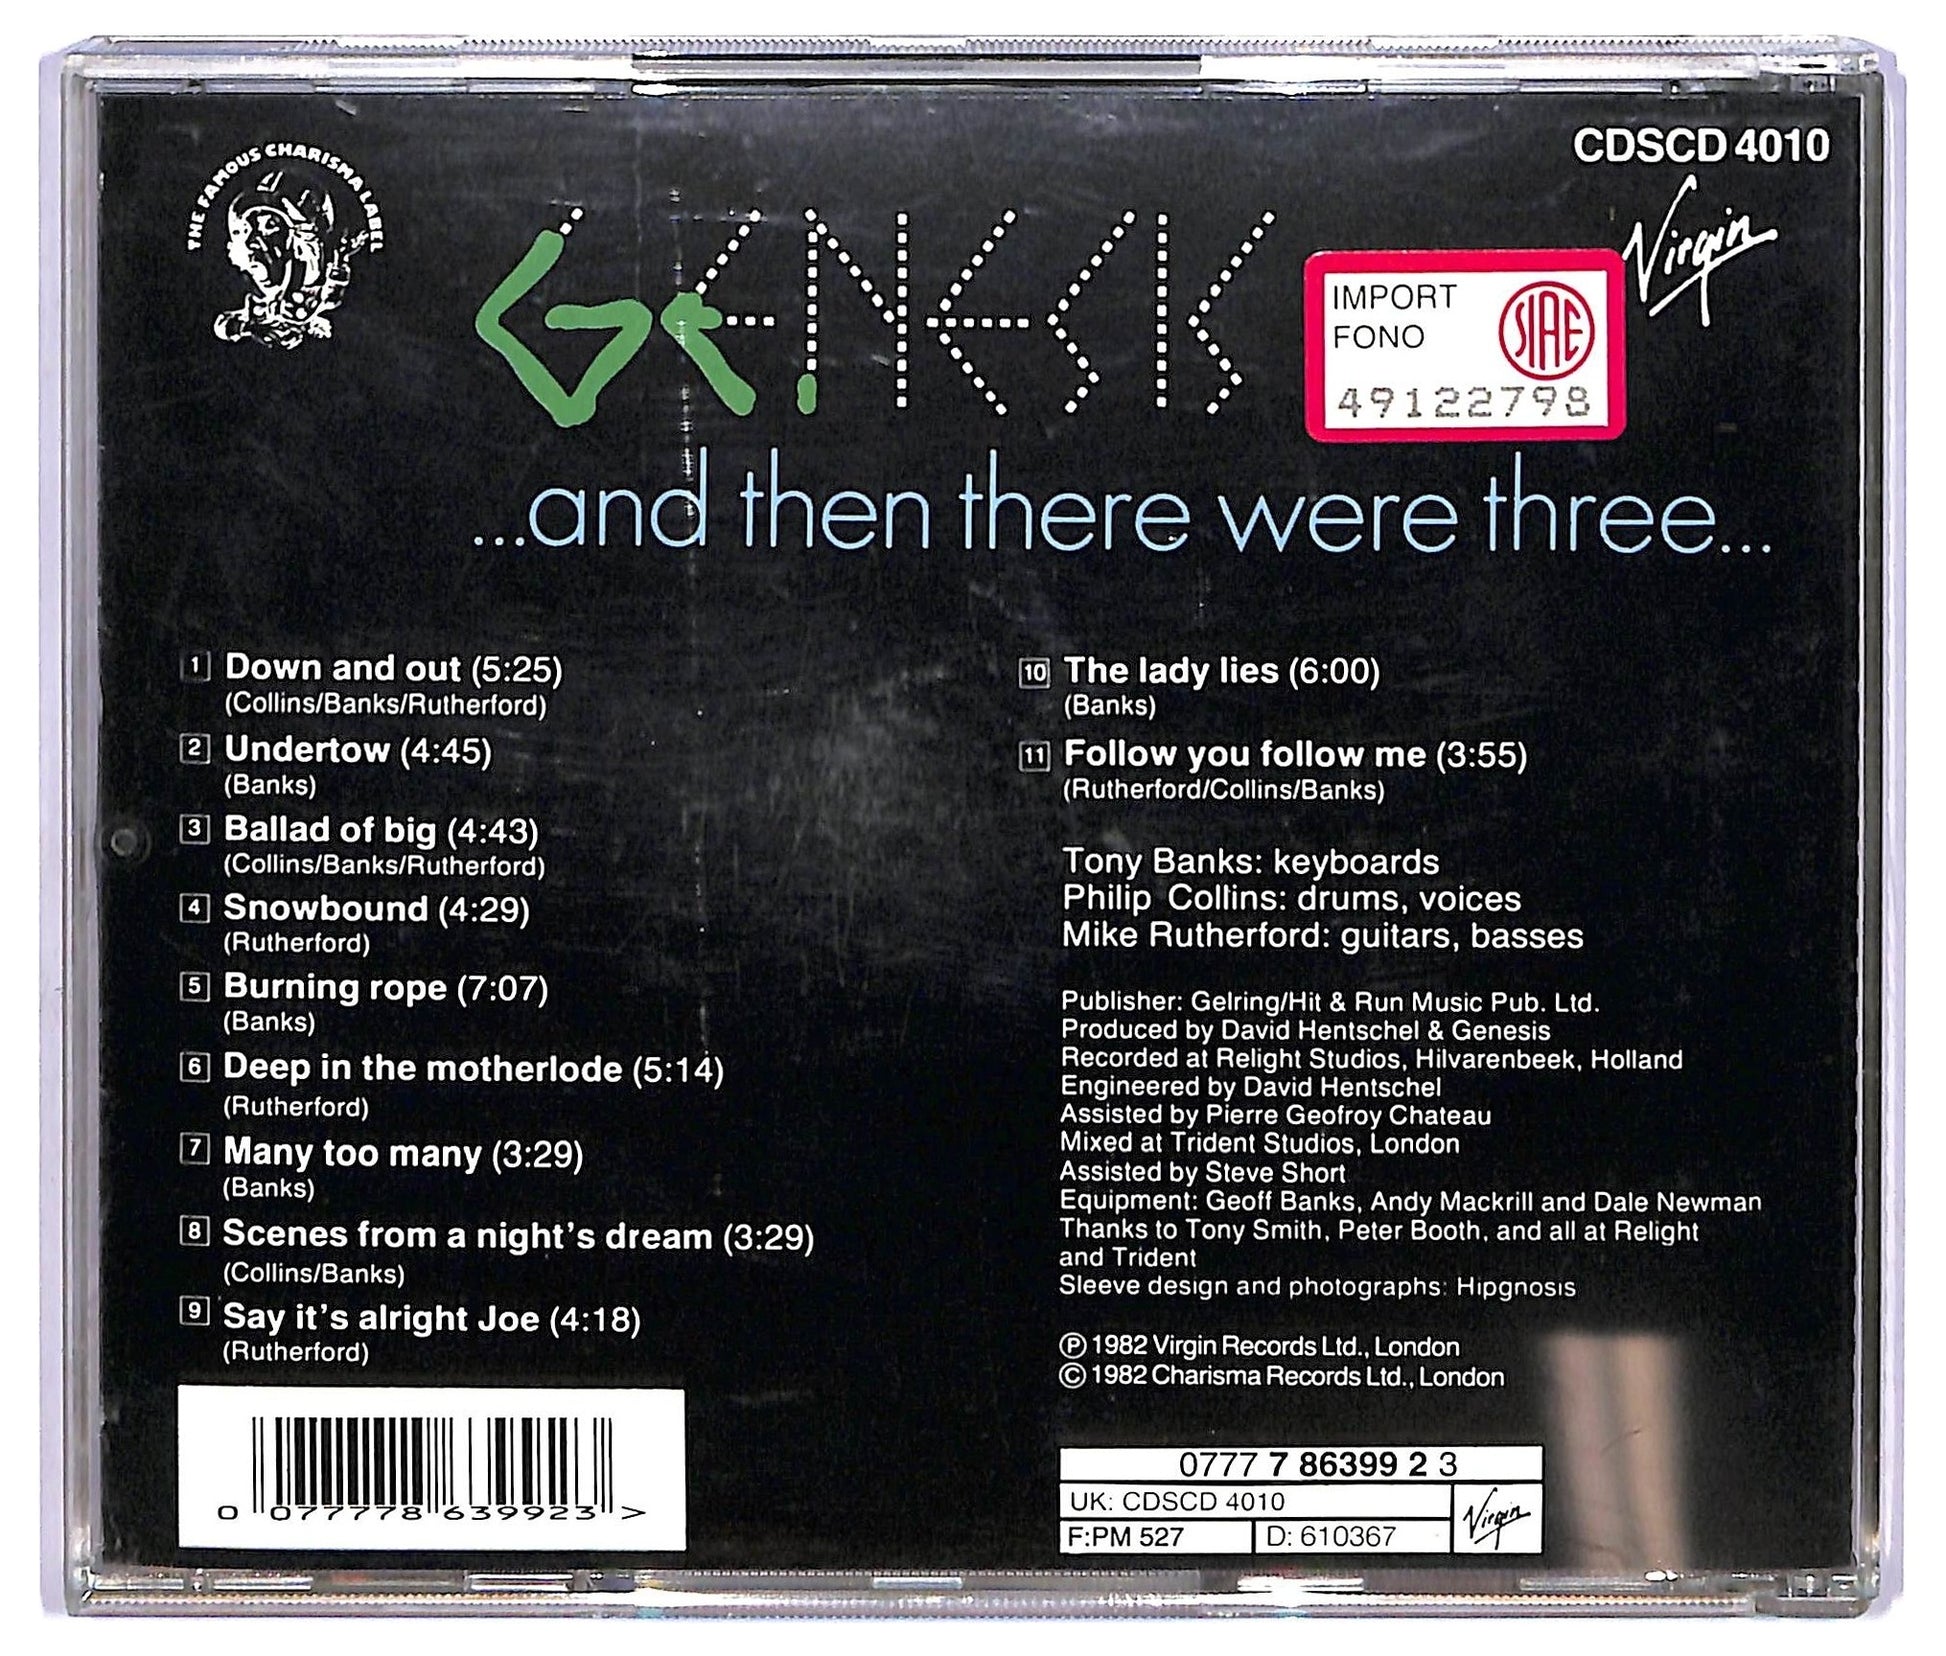 THE FAMOUS CHARISMA LABEL
CDSCD 4010
Virgin
GENESIS
IMPORT
FONO
SIAE
49122798
...and then there were three...
1 Down and out (5:25)
(Collins/Banks/Rutherford)
2 Undertow (4:45)
(Banks)
3 Ballad of big (4:43)
(Collins/Banks/Rutherford)
4 Snowbound (4:29)
(Rutherford)
5 Burning rope (7:07)
(Banks)
6 Deep in the motherlode (5:14)
(Rutherford)
7 Many too many (3:29)
(Banks)
8 Scenes from a night's dream (3:29)
(Collins/Banks)
9 Say it's alright Joe (4:18)
(Rutherford)
10 The lady lies (6:00)
(Banks)
11 Follow you follow me (3:55)
(Rutherford/Collins/Banks)
Tony Banks: keyboards
Philip Collins: drums, voices
Mike Rutherford: guitars, basses
Publisher: Gelring/Hit & Run Music Pub. Ltd.
Produced by David Hentschel & Genesis
Recorded at Relight Studios, Hilvarenbeek, Holland
Engineered by David Hentschel
Assisted by Pierre Geofroy Chateau
Mixed at Trident Studios, London
Assisted by Steve Short
Equipment: Geoff Banks, Andy Mackrill and Dale Newman
Thanks to Tony Smith, Peter Booth, and all at Relight
and Trident
Sleeve design and photographs: Hipgnosis
℗ 1982 Virgin Records Ltd., London
© 1982 Charisma Records Ltd., London
0 077778 639923 >
0777 7 86399 2 3
UK: CDSCD 4010
F:PM 527
D: 610367
Virgin